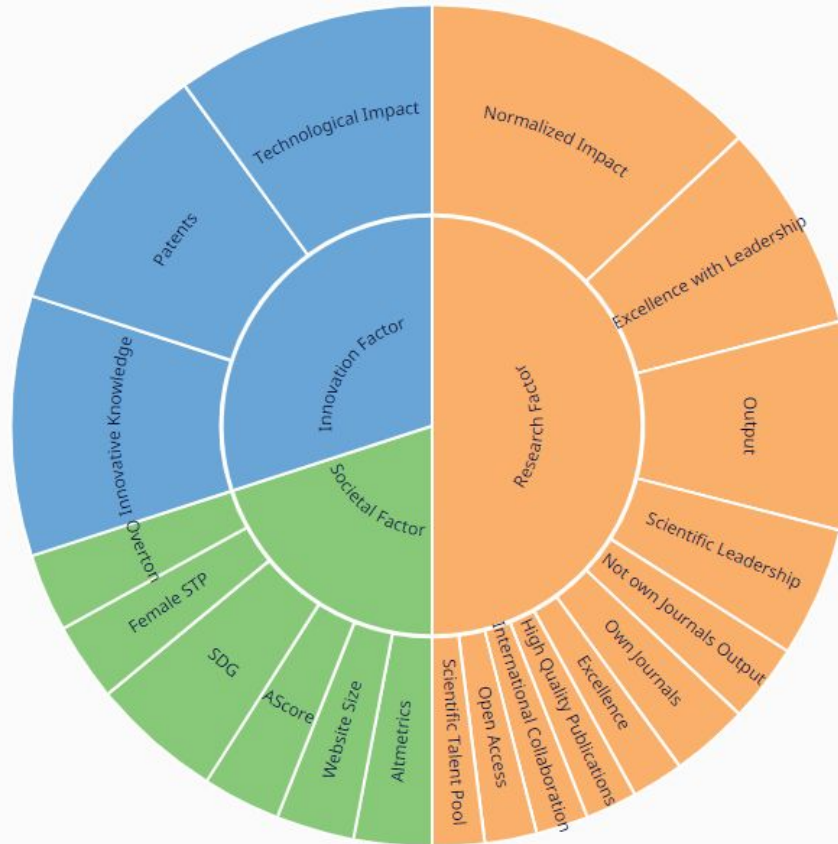 Technological Impact
Normalized Impact
Patents
Excellence with Leadership
Innovation Factor
Innovative Knowledge
Research Factor
Output
Societal Factor
Overton
Scientific Leadership
Female STP
Not own Journals Output
SDG
Own Journals
AScore
Excellence
Website Size
High Quality Publications
Altmetrics
International Collaboration
Scientific Talent Pool
Open Access